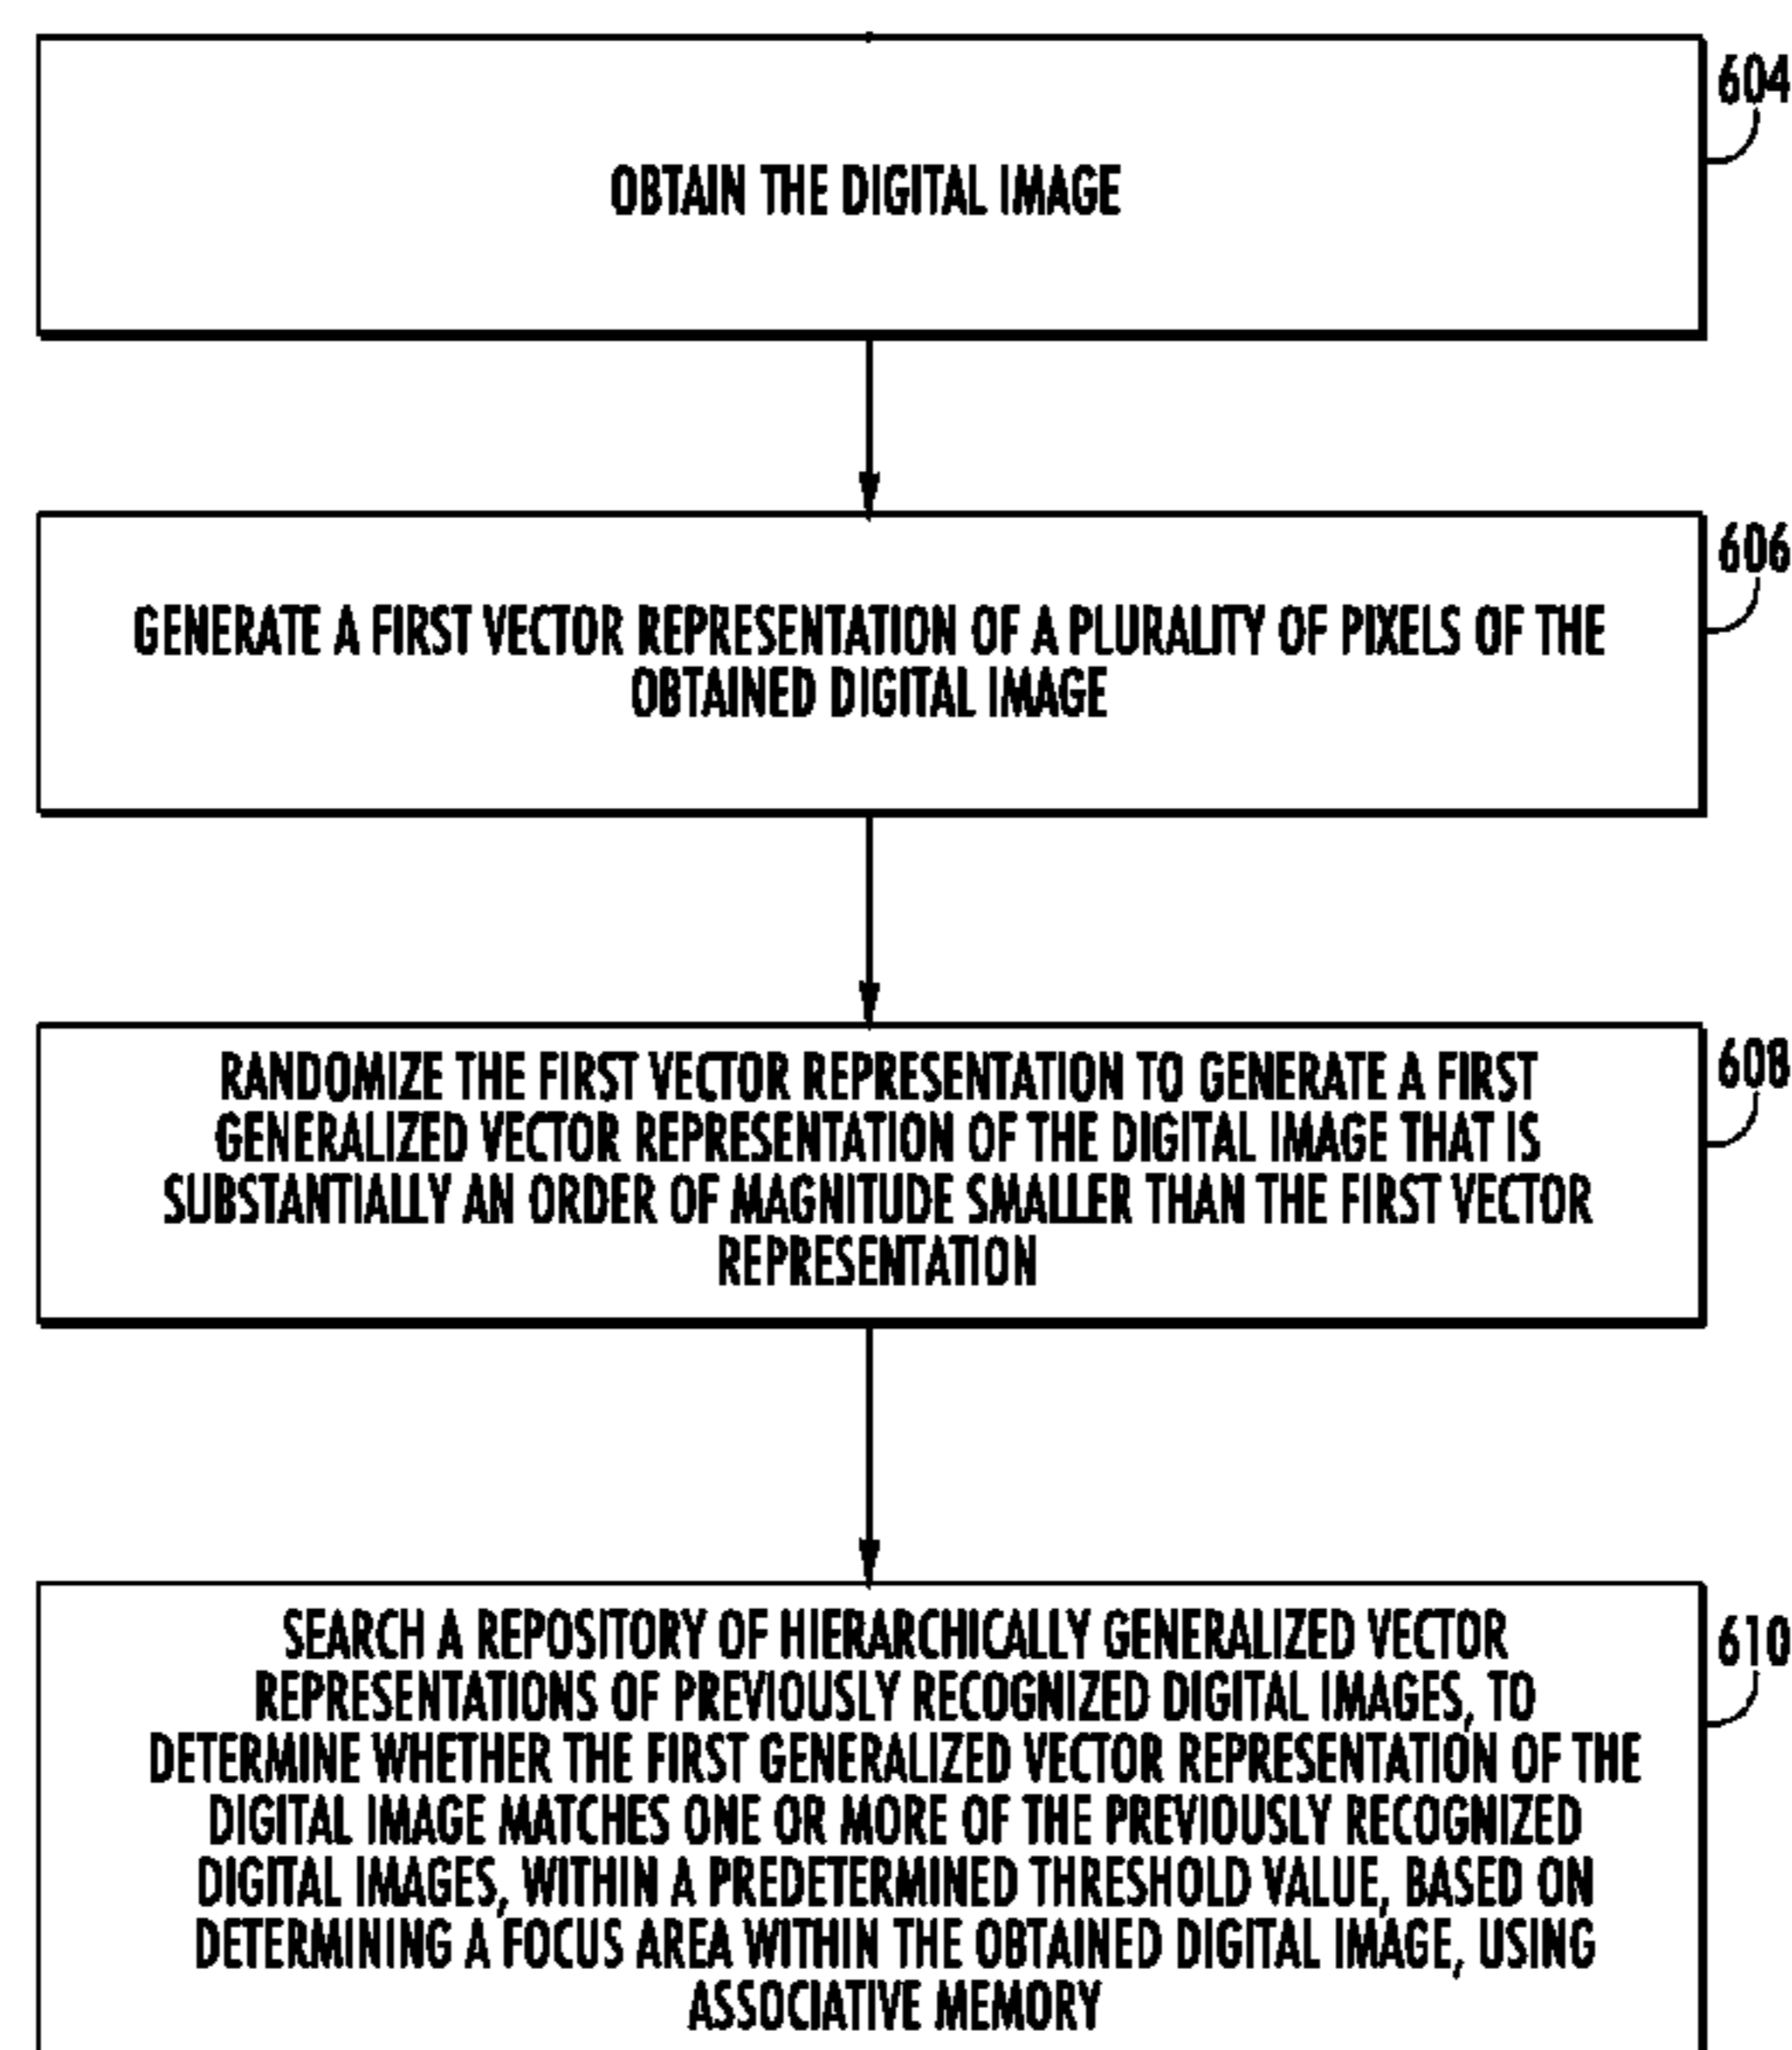 604
OBTAIN THE DIGITAL IMAGE
606
GENERATE A FIRST VECTOR REPRESENTATION OF A PLURALITY OF PIXELS OF THE
OBTAINED DIGITAL IMAGE
608
RANDOMIZE THE FIRST VECTOR REPRESENTATION TO GENERATE A FIRST
GENERALIZED VECTOR REPRESENTATION OF THE DIGITAL IMAGE THAT IS
SUBSTANTIALLY AN ORDER OF MAGNITUDE SMALLER THAN THE FIRST VECTOR
REPRESENTATION
610
SEARCH A REPOSITORY OF HIERARCHICALLY GENERALIZED VECTOR
REPRESENTATIONS OF PREVIOUSLY RECOGNIZED DIGITAL IMAGES, TO
DETERMINE WHETHER THE FIRST GENERALIZED VECTOR REPRESENTATION OF THE
DIGITAL IMAGE MATCHES ONE OR MORE OF THE PREVIOUSLY RECOGNIZED
DIGITAL IMAGES, WITHIN A PREDETERMINED THRESHOLD VALUE, BASED ON
DETERMINING A FOCUS AREA WITHIN THE OBTAINED DIGITAL IMAGE, USING
ASSOCIATIVE MEMORY